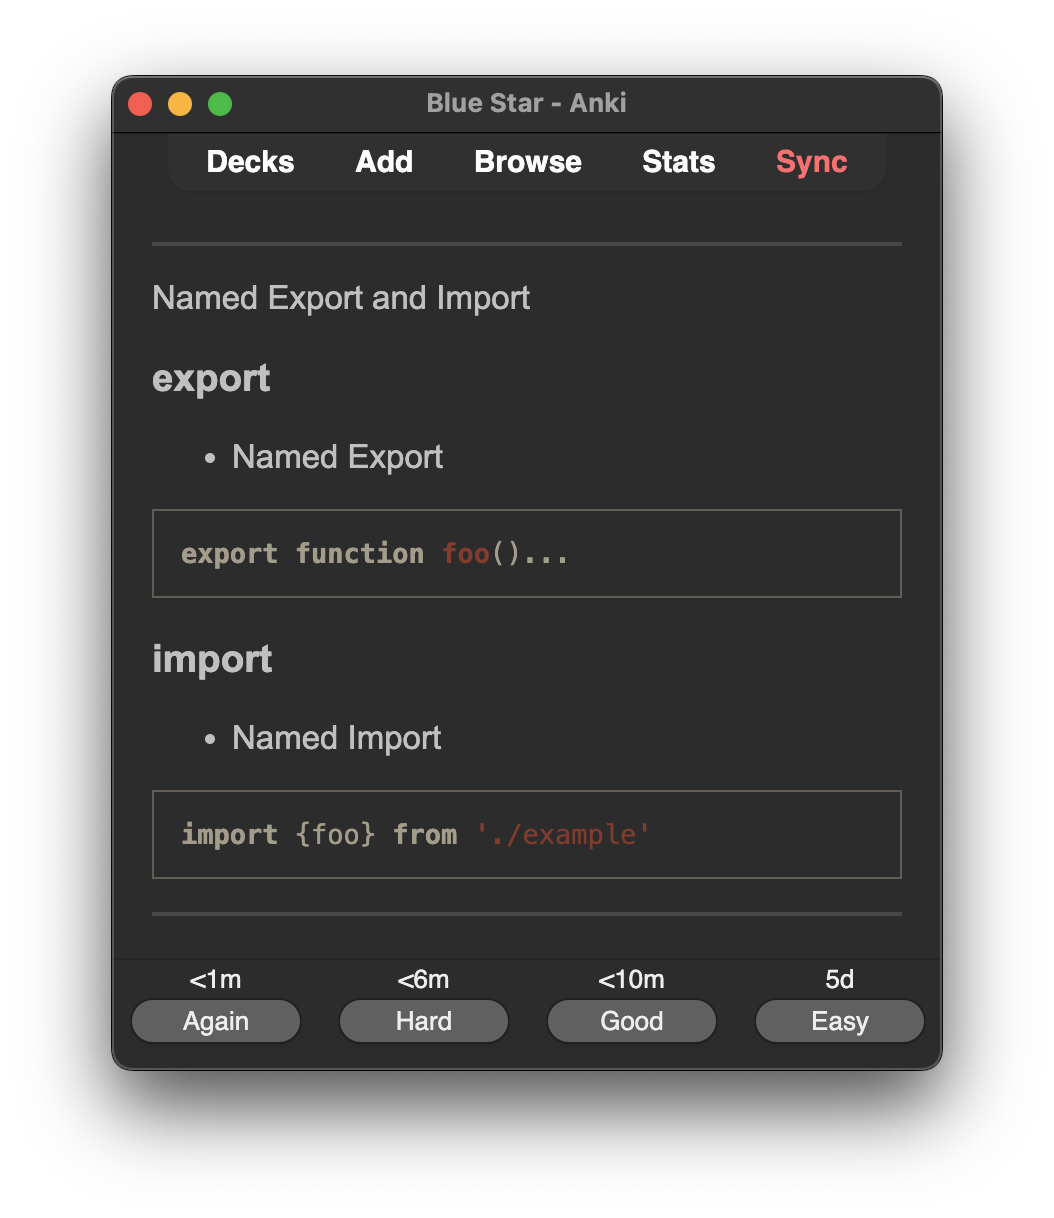 Blue Star - Anki
Decks Add Browse Stats Sync
Named Export and Import
export
• Named Export
export function foo()...
import
• Named Import
import {foo} from './example'
<1m <6m <10m 5d
Again Hard Good Easy